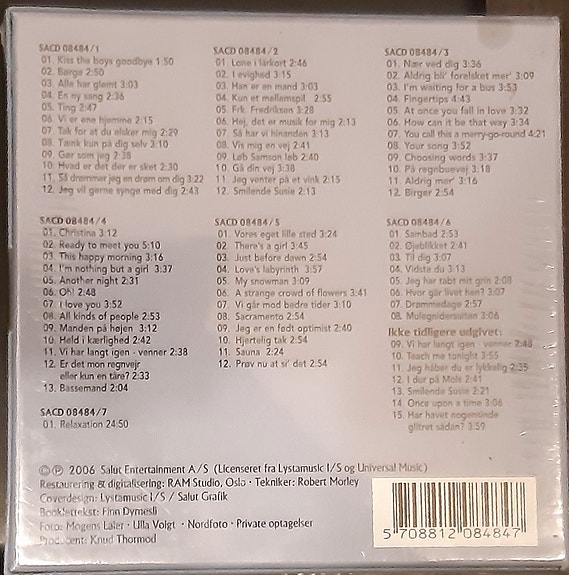 SACD 08484/1
01. Kiss the boys goodbye 1:50
02. Børge 2:50
03. Alle har glemt 3:03
04. En ny sang 2:36
05. Ting 2:47
06. Vi er ene hjemme 2:15
07. Tak for at du elsker mig 2:29
08. Tænk kun på dig selv 3:10
09. Gør som jeg 2:38
10. Hvad er det der er sket 2:30
11. Så drømmer jeg en drøm om dig 3:22
12. Jeg vil gerne synge med dig 2:43
SACD 08484/2
01. Lone i lårkort 2:46
02. I evighed 3:15
03. Han er en mand 3:03
04. Kun et mellemspil 2:55
05. Frk. Fredriksen 3:28
06. Hej, det er musik for mig 2:13
07. Så har vi hinanden 3:13
08. Vis mig en vej 2:41
09. Løb Samson løb 2:40
10. Gå din vej 3:38
11. Jeg venter på et vink 2:15
12. Smilende Susie 2:13
SACD 08484/3
01. Nær ved dig 3:36
02. Aldrig bli' forelsket mer' 3:09
03. I'm waiting for a bus 3:53
04. Fingertips 4:43
05. At once you fall in love 3:32
06. How can it be that way 3:34
07. You call this a merry-go-round 4:21
08. Your song 3:52
09. Choosing words 3:37
10. På regnbuevej 3:18
11. Aldrig mer' 3:16
12. Birger 2:54
SACD 08484/4
01. Christina 3:12
02. Ready to meet you 5:10
03. This happy morning 3:16
04. I'm nothing but a girl 3:37
05. Another night 2:31
06. Oh! 2:48
07. I love you 3:52
08. All kinds of people 2:53
09. Manden på højen 3:12
10. Held i kærlighed 2:42
11. Vi har langt igen - venner 2:38
12. Er det mon regnvejr
eller kun en tåre? 2:33
13. Bassemand 2:04
SACD 08484/5
01. Vores eget lille sted 3:24
02. There's a girl 3:45
03. Just before dawn 2:54
04. Love's labyrinth 3:57
05. My snowman 3:09
06. A strange crowd of flowers 3:41
07. Vi går mod bedre tider 3:10
08. Sacramento 2:54
09. Jeg er en født optimist 2:40
10. Hjertelig tak 2:54
11. Sauna 2:24
12. Prøv nu at si' det 2:54
SACD 08484/6
01. Sambad 2:53
02. Øjeblikket 2:41
03. Til dig 3:07
04. Vidste du 3:13
05. Jeg har tabt mit grin 2:08
06. Hvor går livet hen? 3:07
07. Drømmedage 2:57
08. Mulegnidersultan 3:06
Ikke tidligere udgivet:
09. Vi har langt igen - venner 2:48
10. Teach me tonight 3:55
11. Jeg håber du er lykkelig 2:35
12. I dur på Mols 2:41
13. Smilende Susie 2:21
14. Once upon a time 3:06
15. Har havet nogensinde
glitret sådan? 3:59
SACD 08484/7
01. Relaxation 24:50
© ℗ 2006 Salut Entertainment A/S (Licenseret fra Lystamusic I/S og Universal Music)
Restaurering & digitalisering: RAM Studio, Oslo • Tekniker: Robert Morley
Coverdesign: Lystamusic I/S / Salut Grafik
Booklettekst: Finn Dymesli
Foto: Mogens Laier • Ulla Voigt • Nordfoto • Private optagelser
Producent: Knud Thormod
5 708812 084847